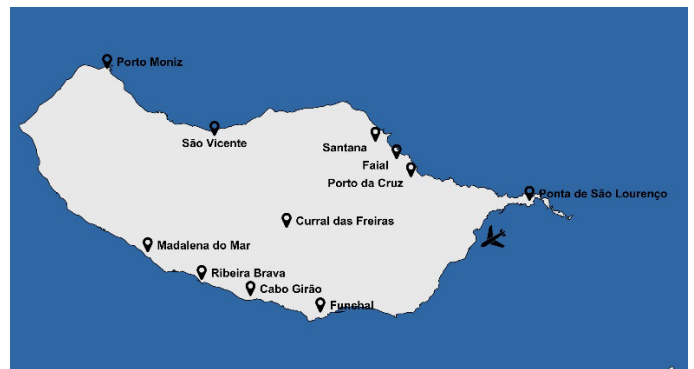 Porto Moniz
São Vicente
Santana
Faial
Porto da Cruz
Ponta de São Lourenço
Curral das Freiras
Madalena do Mar
Ribeira Brava
Cabo Girão
Funchal